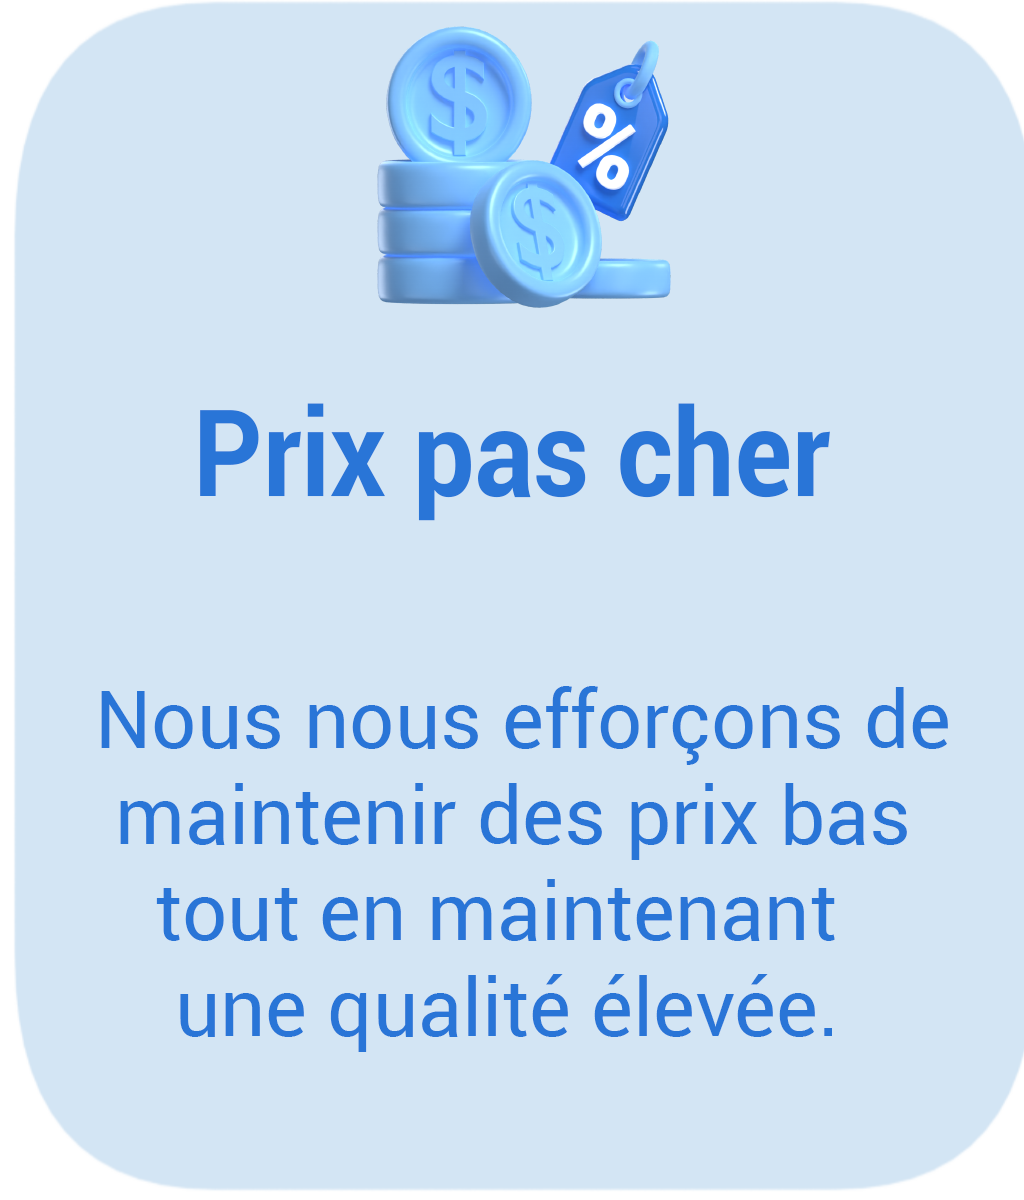 $
%
$
Prix pas cher
Nous nous efforçons de
maintenir des prix bas
tout en maintenant
une qualité élevée.